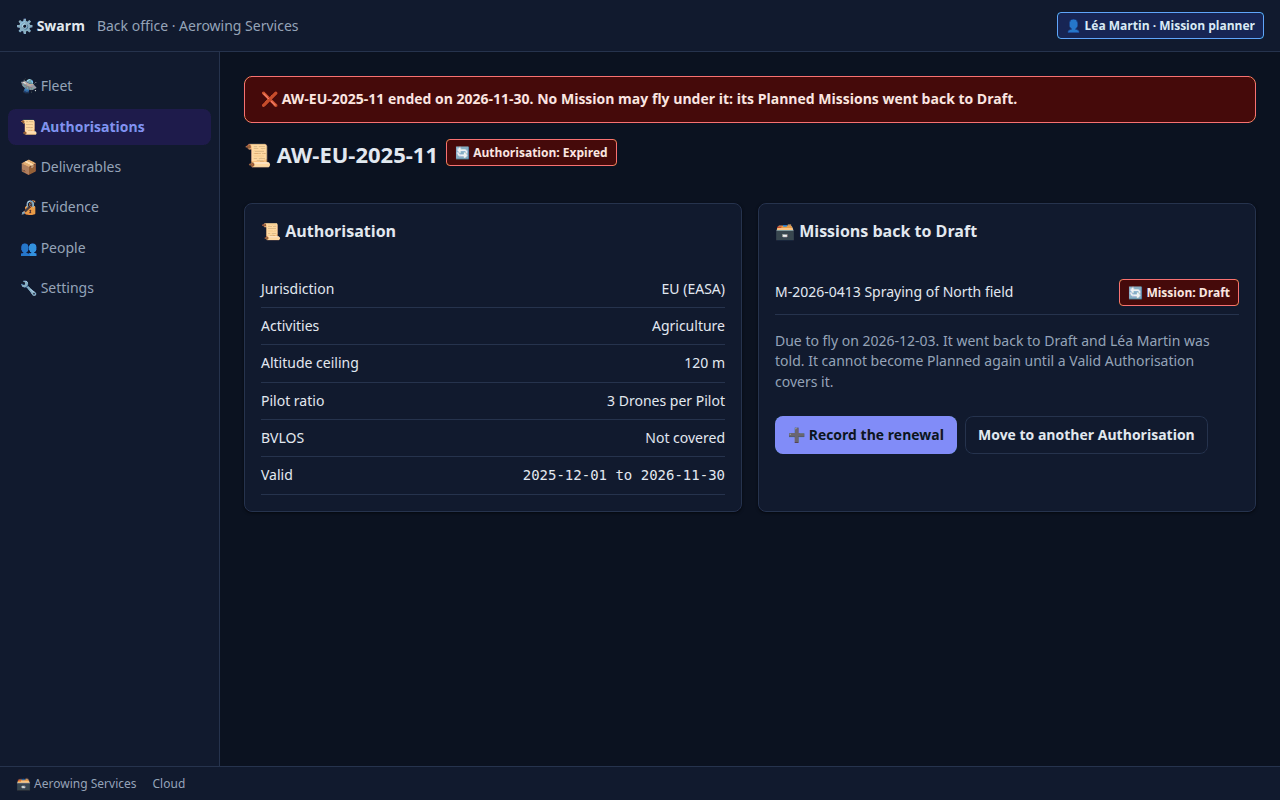 Swarm Back office · Aerowing Services
Léa Martin · Mission planner
Fleet
Authorisations
Deliverables
Evidence
People
Settings
AW-EU-2025-11 ended on 2026-11-30. No Mission may fly under it: its Planned Missions went back to Draft.
AW-EU-2025-11 Authorisation: Expired
Authorisation
Jurisdiction EU (EASA)
Activities Agriculture
Altitude ceiling 120 m
Pilot ratio 3 Drones per Pilot
BVLOS Not covered
Valid 2025-12-01 to 2026-11-30
Missions back to Draft
M-2026-0413 Spraying of North field Mission: Draft
Due to fly on 2026-12-03. It went back to Draft and Léa Martin was
told. It cannot become Planned again until a Valid Authorisation
covers it.
Record the renewal Move to another Authorisation
Aerowing Services Cloud